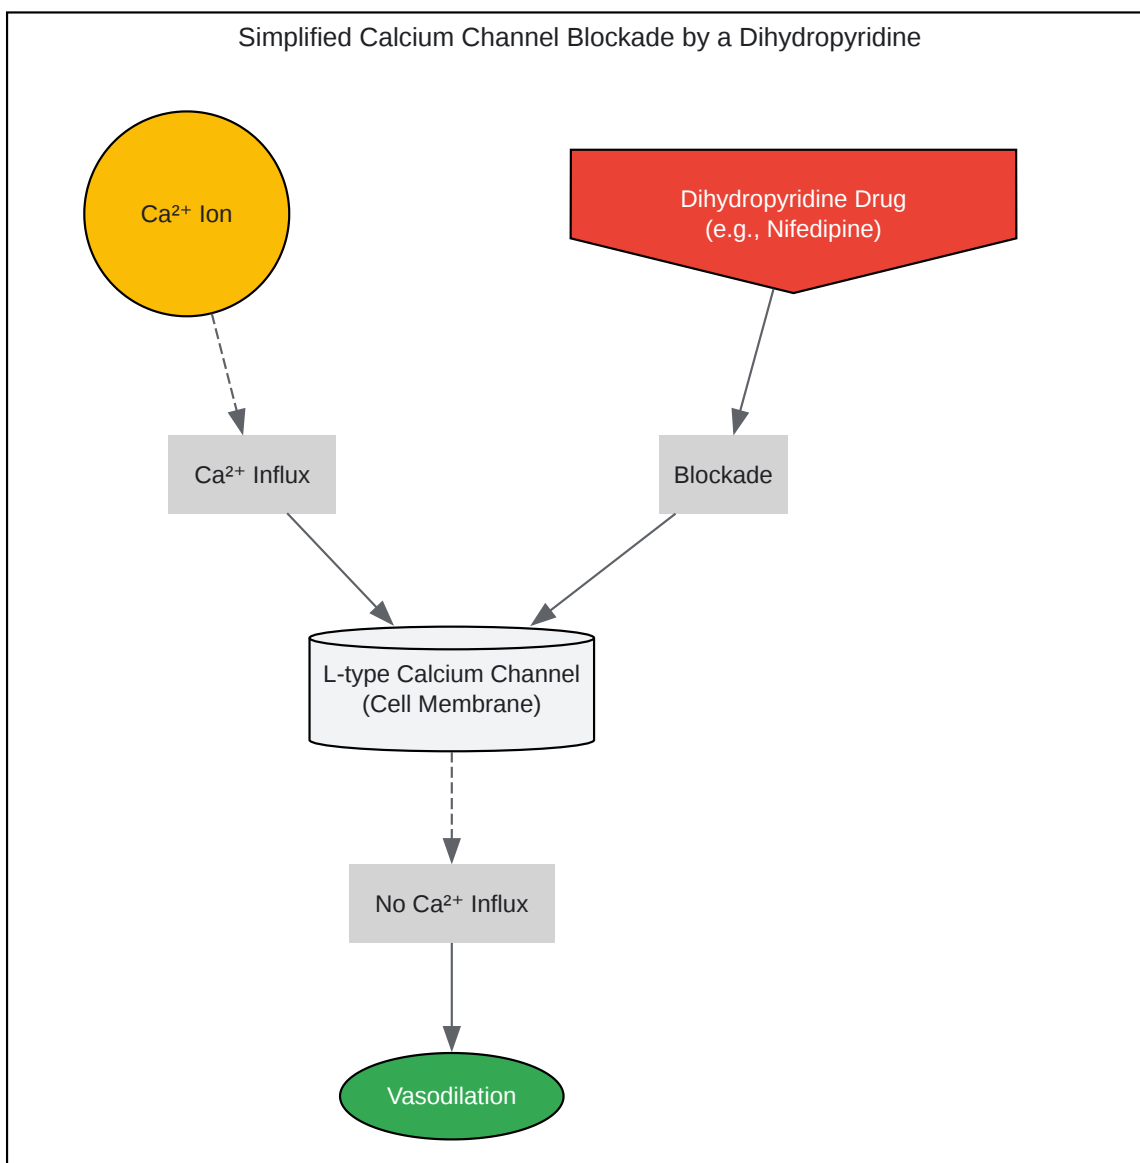 Simplified Calcium Channel Blockade by a Dihydropyridine
Ca²⁺ Ion
Dihydropyridine Drug
(e.g., Nifedipine)
Ca²⁺ Influx
Blockade
L-type Calcium Channel
(Cell Membrane)
No Ca²⁺ Influx
Vasodilation